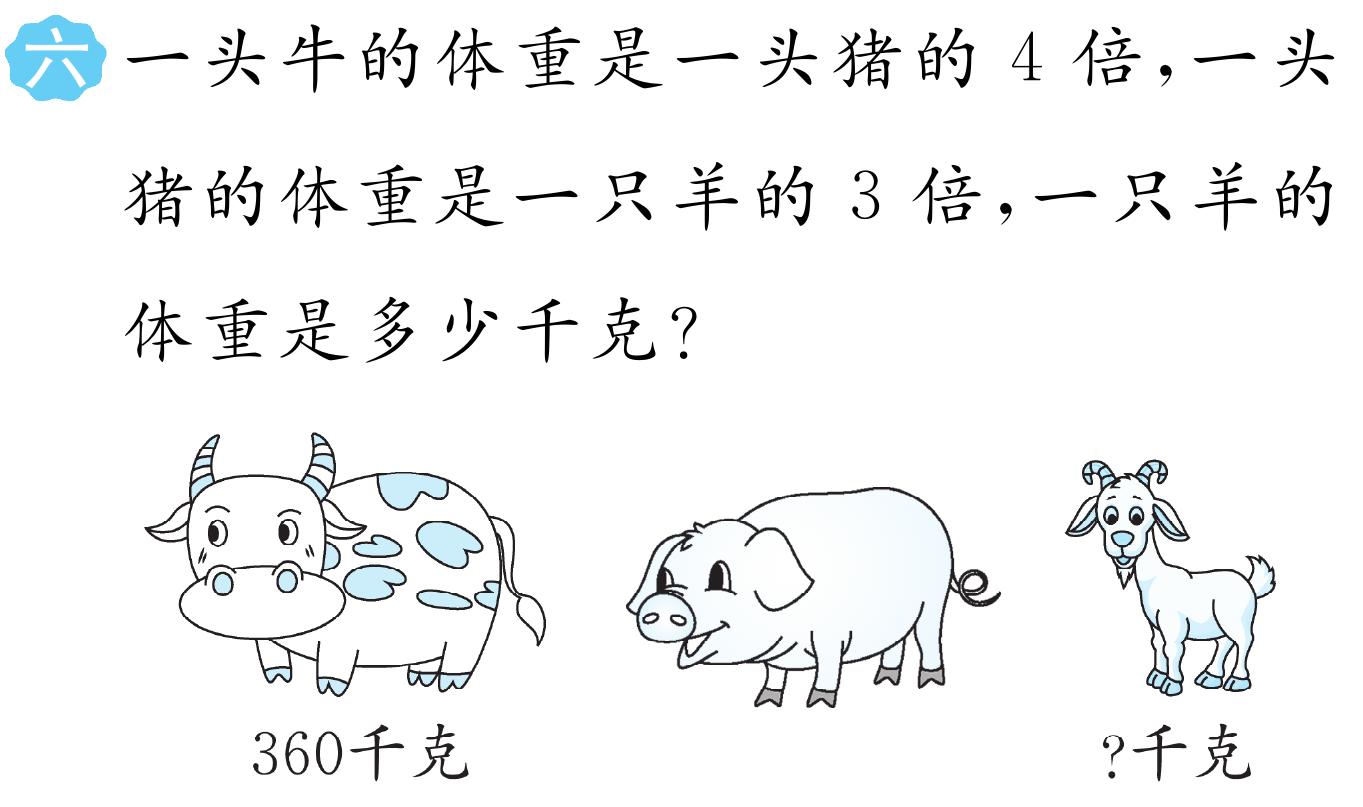 六 一头牛的体重是一头猪的 4 倍,一头
猪的体重是一只羊的 3 倍,一只羊的
体重是多少千克?
360千克 ?千克